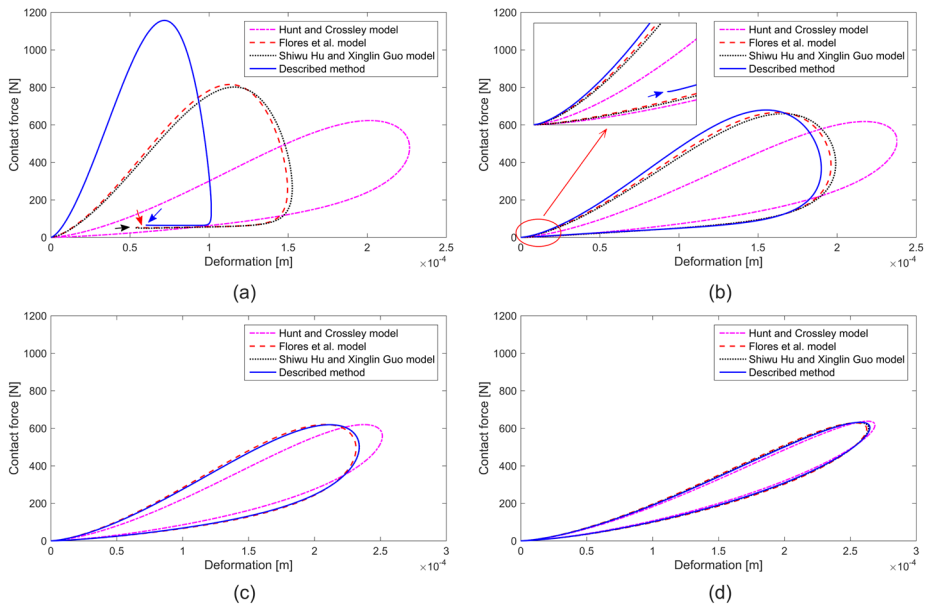 1200
1000
800
600
400
200
0
Contact force [N]
0 0.5 1 1.5 2 2.5
Deformation [m]
×10⁻⁴
Hunt and Crossley model
Flores et al. model
Shiwu Hu and Xinglin Guo model
Described method
(a)
1200
1000
800
600
400
200
0
Contact force [N]
0 0.5 1 1.5 2 2.5
Deformation [m]
×10⁻⁴
Hunt and Crossley model
Flores et al. model
Shiwu Hu and Xinglin Guo model
Described method
(b)
1200
1000
800
600
400
200
0
Contact force [N]
0 0.5 1 1.5 2 2.5 3
Deformation [m]
×10⁻⁴
Hunt and Crossley model
Flores et al. model
Shiwu Hu and Xinglin Guo model
Described method
(c)
1200
1000
800
600
400
200
0
Contact force [N]
0 0.5 1 1.5 2 2.5 3
Deformation [m]
×10⁻⁴
Hunt and Crossley model
Flores et al. model
Shiwu Hu and Xinglin Guo model
Described method
(d)